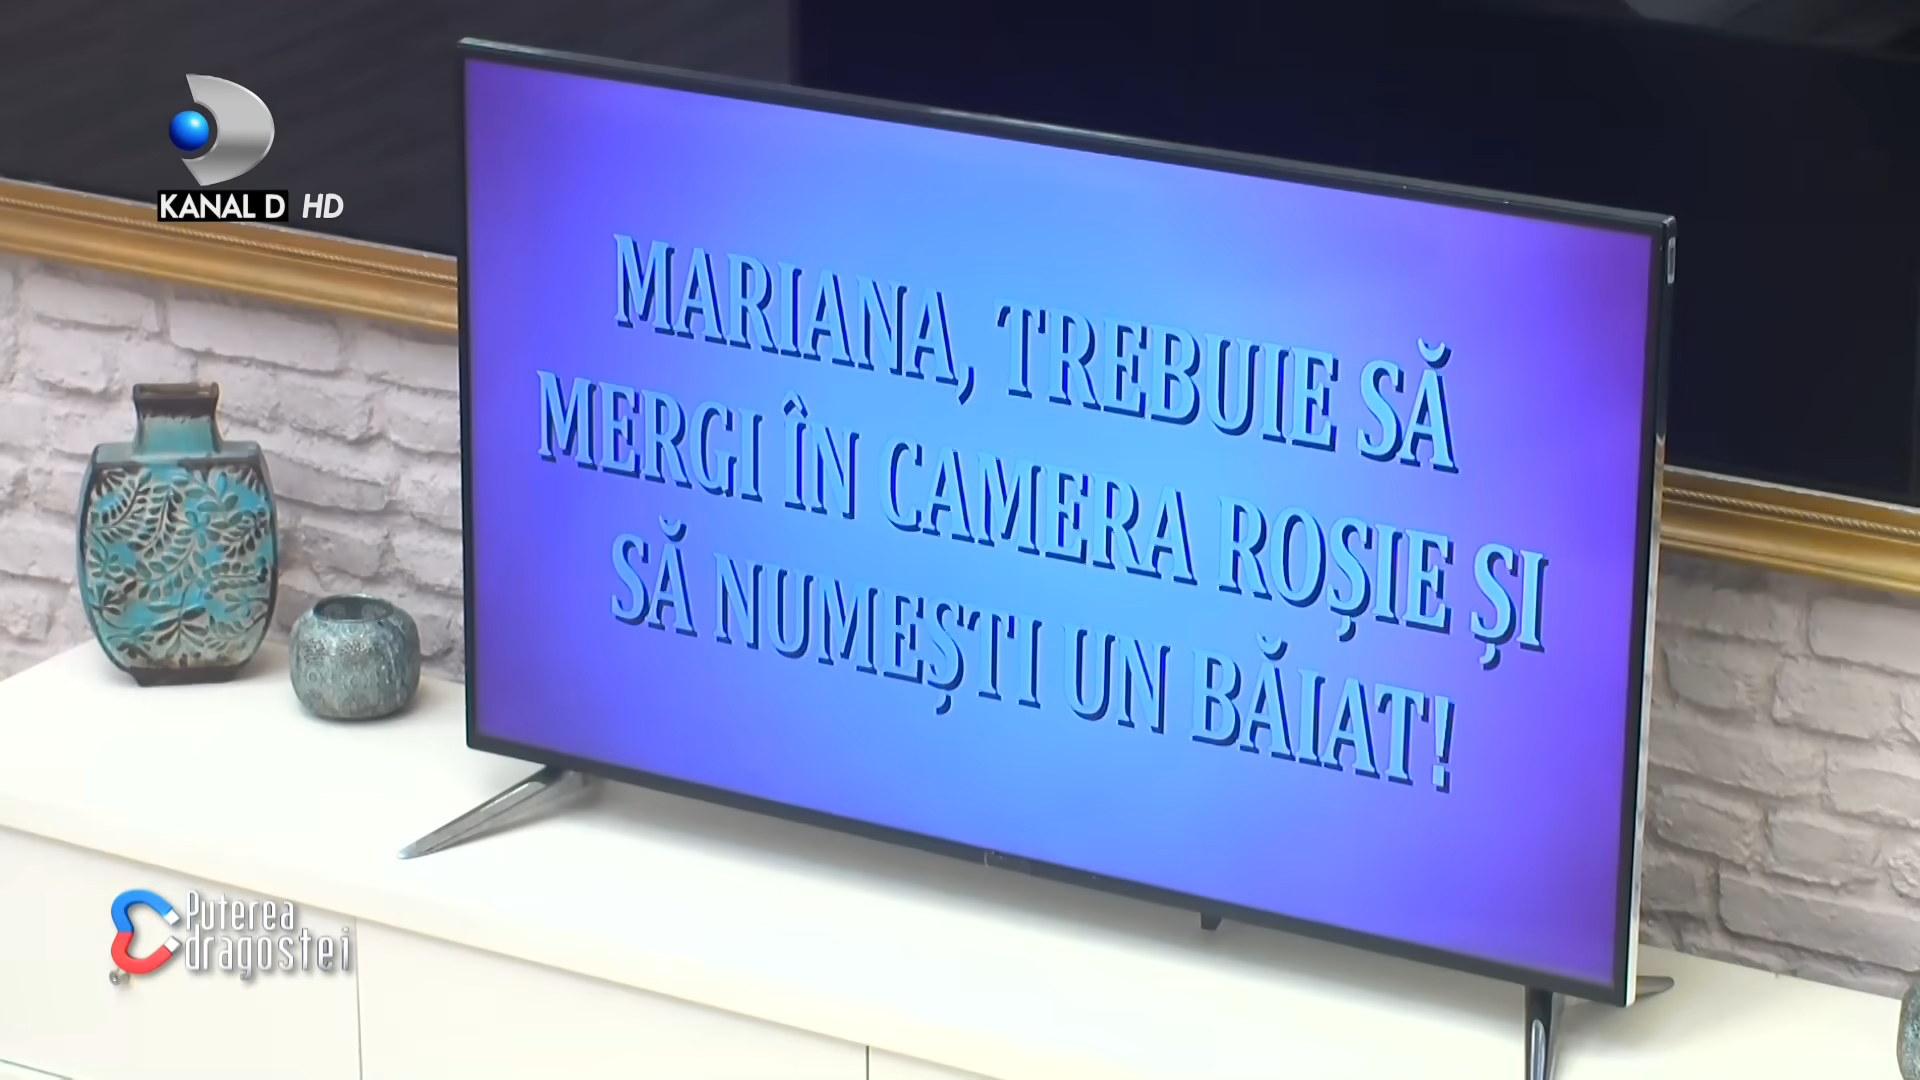 KANAL D HD
MARIANA, TREBUIE SĂ
MERGI ÎN CAMERA ROȘIE ȘI
SĂ NUMEȘTI UN BĂIAT!
Puterea
dragostei